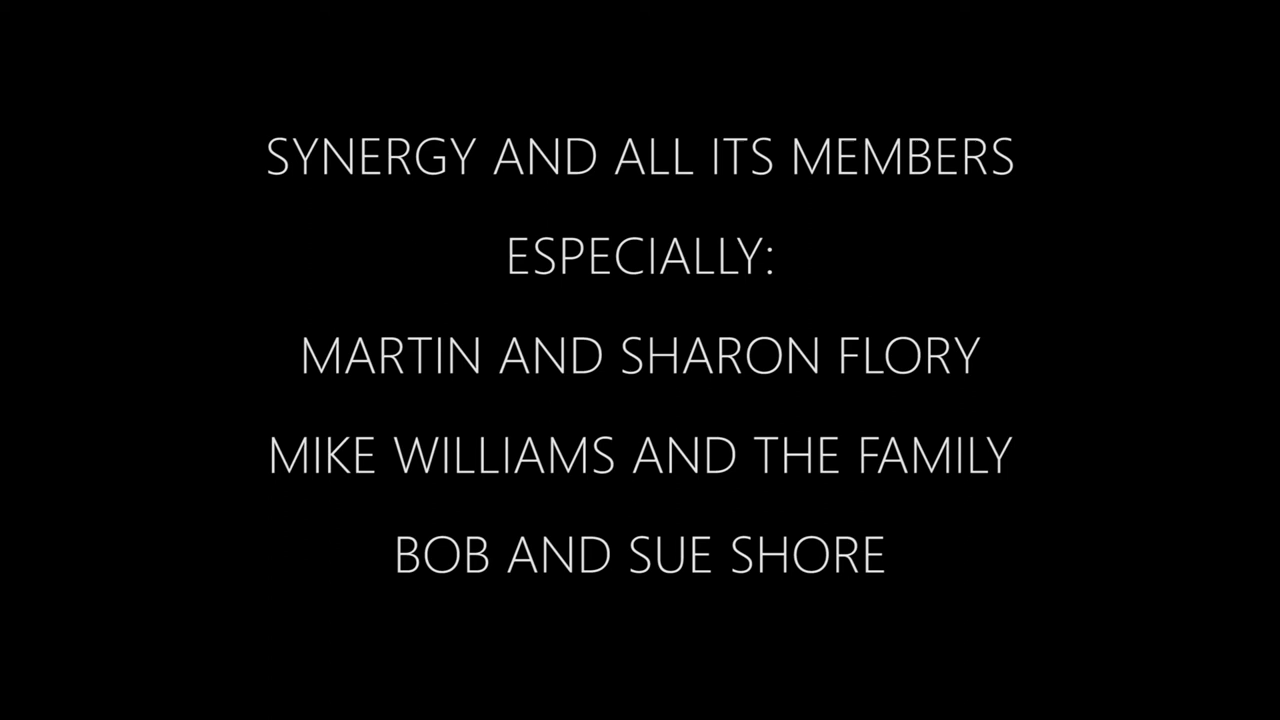 SYNERGY AND ALL ITS MEMBERS
ESPECIALLY:
MARTIN AND SHARON FLORY
MIKE WILLIAMS AND THE FAMILY
BOB AND SUE SHORE